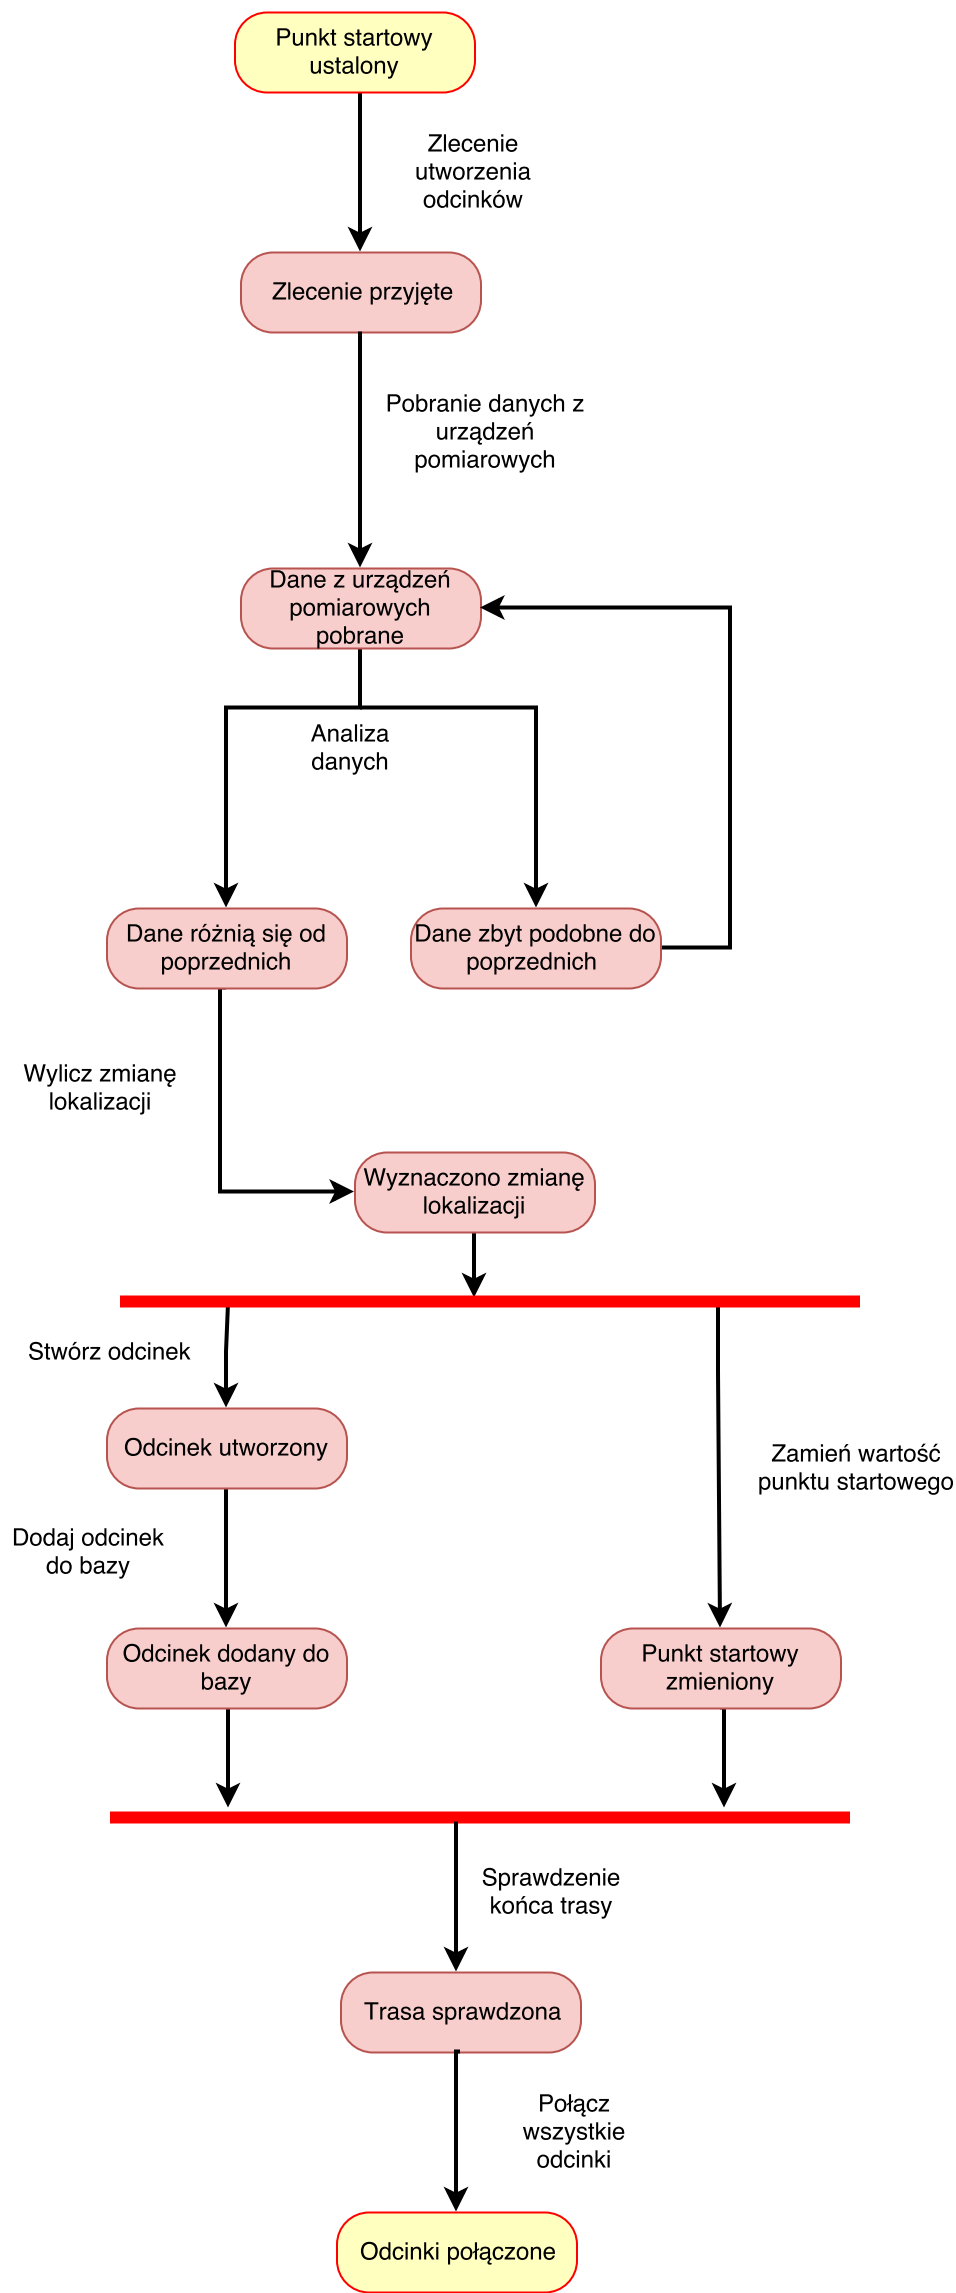 Punkt startowy
ustalony
Zlecenie
utworzenia
odcinków
Zlecenie przyjęte
Pobranie danych z
urządzeń
pomiarowych
Dane z urządzeń
pomiarowych
pobrane
Analiza
danych
Dane różnią się od
poprzednich
Dane zbyt podobne do
poprzednich
Wylicz zmianę
lokalizacji
Wyznaczono zmianę
lokalizacji
Stwórz odcinek
Odcinek utworzony
Zamień wartość
punktu startowego
Dodaj odcinek
do bazy
Odcinek dodany do
bazy
Punkt startowy
zmieniony
Sprawdzenie
końca trasy
Trasa sprawdzona
Połącz
wszystkie
odcinki
Odcinki połączone